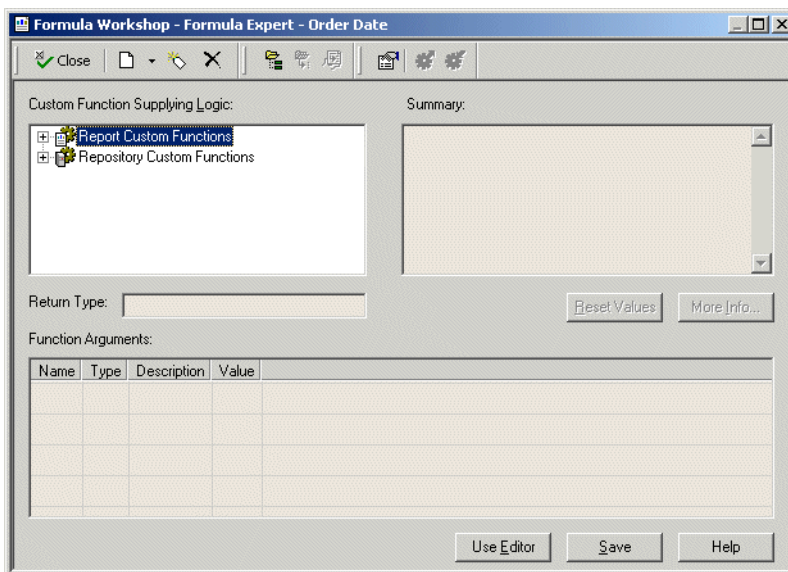 Formula Workshop - Formula Expert - Order Date
Close
Custom Function Supplying Logic:
Summary:
Report Custom Functions
Repository Custom Functions
Return Type:
Reset Values
More Info...
Function Arguments:
Name Type Description Value
Use Editor
Save
Help